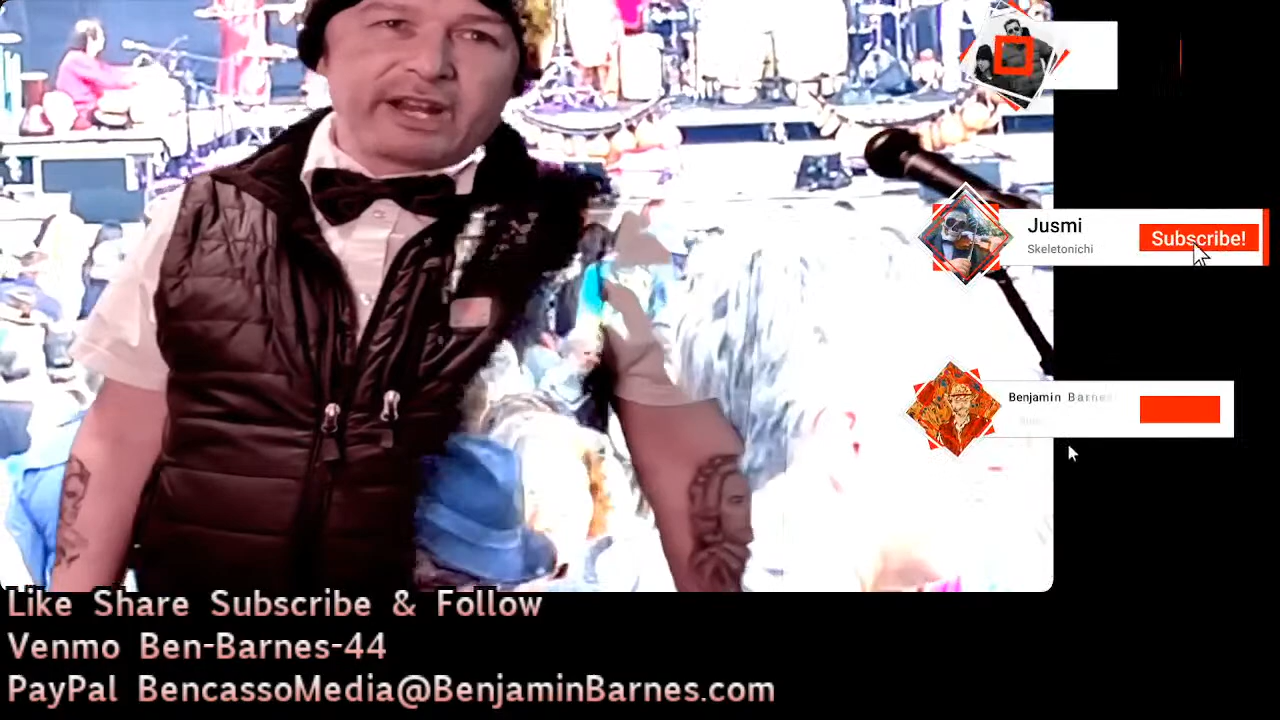 Jusmi
Skeletonichi
Subscribe!
Benjamin Barnes
Like Share Subscribe & Follow
Venmo Ben-Barnes-44
PayPal BencassoMedia@BenjaminBarnes.com